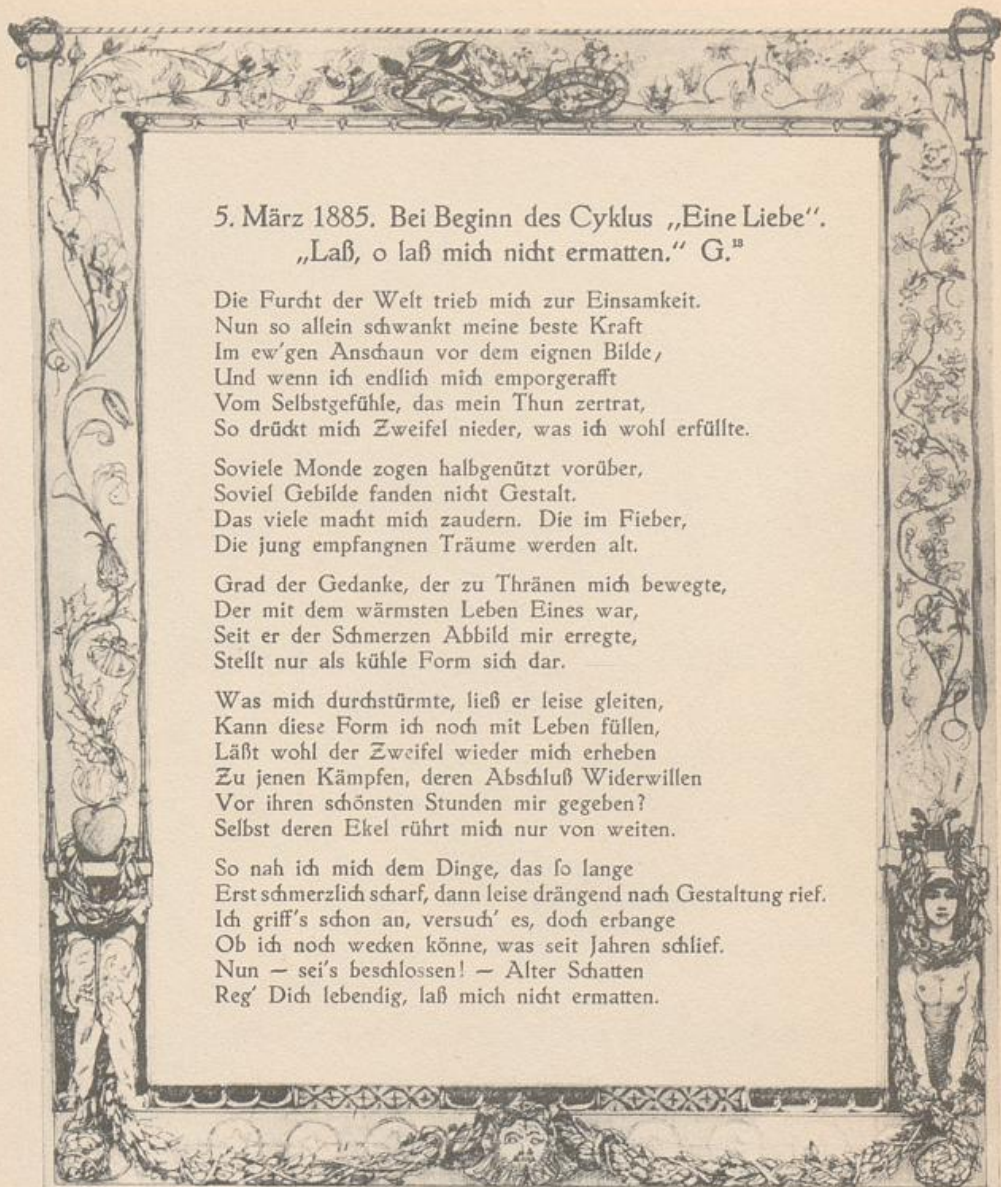 5. März 1885. Bei Beginn des Cyklus „Eine Liebe“.
„Laß, o laß mich nicht ermatten.“ G.¹³
Die Furcht der Welt trieb mich zur Einsamkeit.
Nun so allein schwankt meine beste Kraft
Im ew'gen Anschaun vor dem eignen Bilde,
Und wenn ich endlich mich emporgerafft
Vom Selbstgefühle, das mein Thun zertrat,
So drückt mich Zweifel nieder, was ich wohl erfüllte.
Soviele Monde zogen halbgenützt vorüber,
Soviel Gebilde fanden nicht Gestalt.
Das viele macht mich zaudern. Die im Fieber,
Die jung empfangnen Träume werden alt.
Grad der Gedanke, der zu Thränen mich bewegte,
Der mit dem wärmsten Leben Eines war,
Seit er der Schmerzen Abbild mir erregte,
Stellt nur als kühle Form sich dar.
Was mich durchstürmte, ließ er leise gleiten,
Kann diese Form ich noch mit Leben füllen,
Läßt wohl der Zweifel wieder mich erheben
Zu jenen Kämpfen, deren Abschluß Widerwillen
Vor ihren schönsten Stunden mir gegeben?
Selbst deren Ekel rührt mich nur von weiten.
So nah ich mich dem Dinge, das so lange
Erst schmerzlich scharf, dann leise drängend nach Gestaltung rief.
Ich griff's schon an, versuch' es, doch erbange
Ob ich noch wecken könne, was seit Jahren schlief.
Nun — sei's beschlossen! — Alter Schatten
Reg' Dich lebendig, laß mich nicht ermatten.